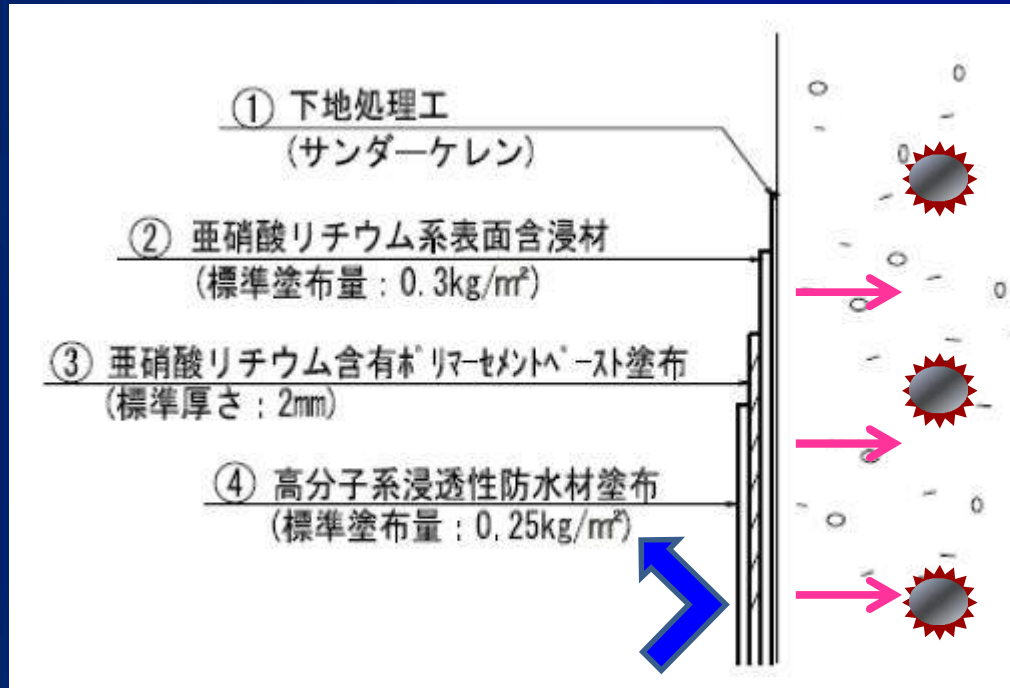 ① 下地処理工
(サンダーケレン)
② 亜硝酸リチウム系表面含浸材
(標準塗布量：0.3kg/㎡)
③ 亜硝酸リチウム含有ﾎﾟﾘﾏｰｾﾒﾝﾄﾍﾟｰｽﾄ塗布
(標準厚さ：2mm)
④ 高分子系浸透性防水材塗布
(標準塗布量：0.25kg/㎡)